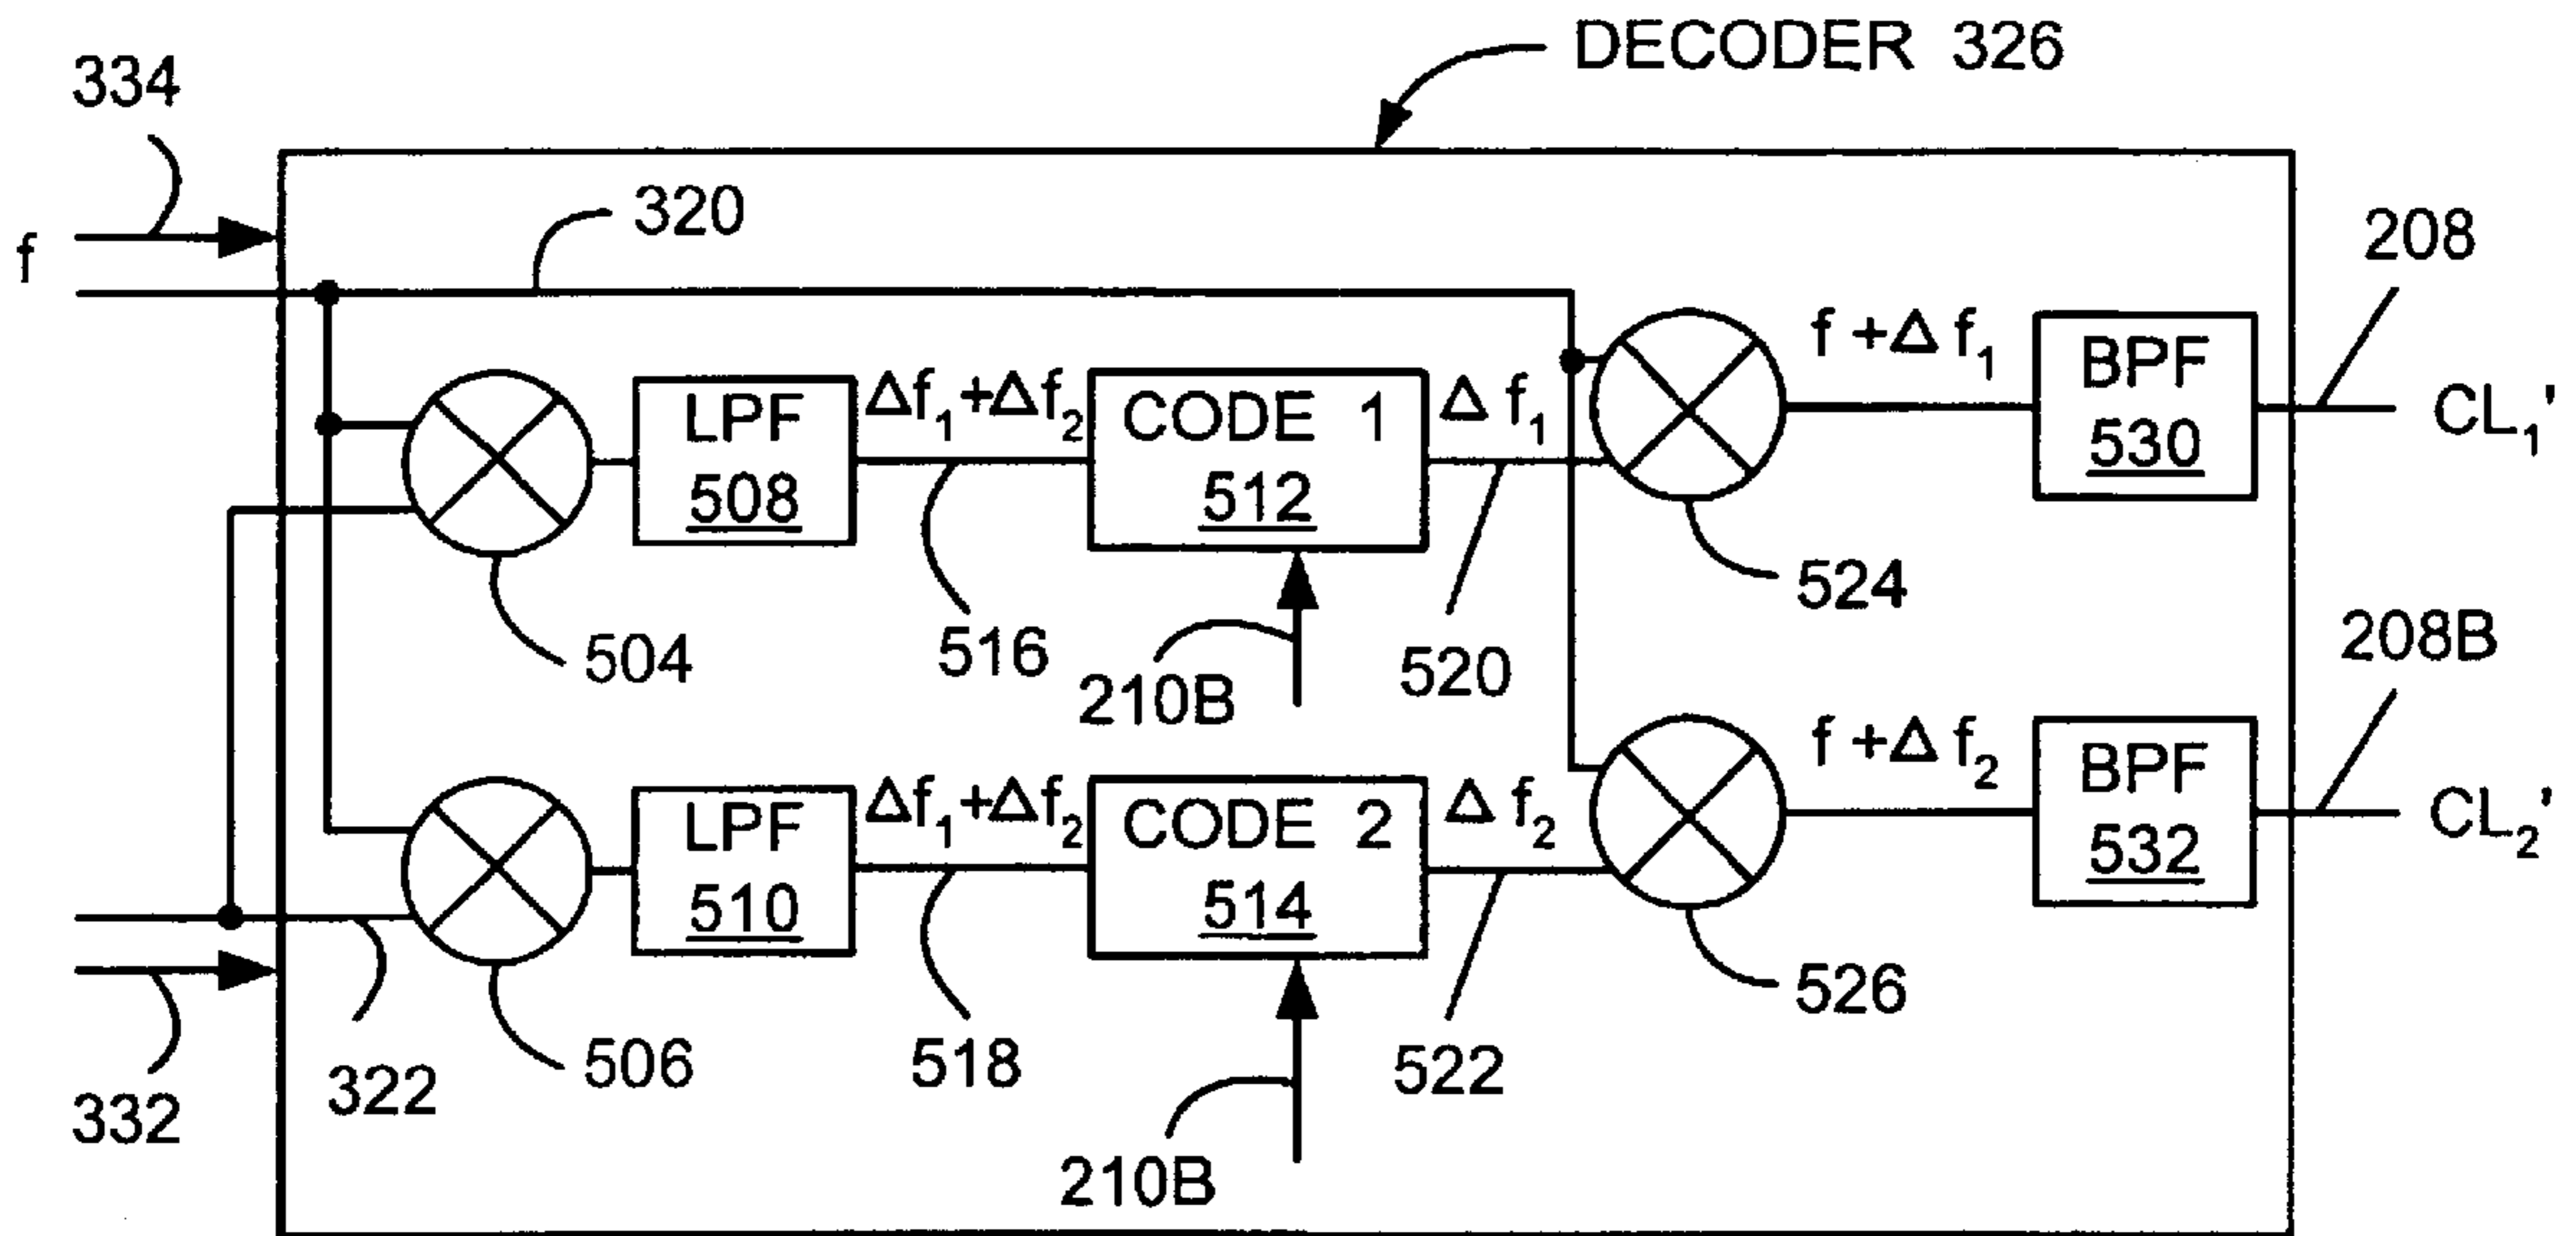 DECODER 326
334
f
320
208
f + Δ f₁
BPF
530
CL₁'
LPF
508
Δf₁+Δf₂
CODE 1
512
Δ f₁
524
504
516
210B
520
208B
f + Δ f₂
BPF
532
CL₂'
LPF
510
Δf₁+Δf₂
CODE 2
514
Δ f₂
526
332
322
506
518
210B
522